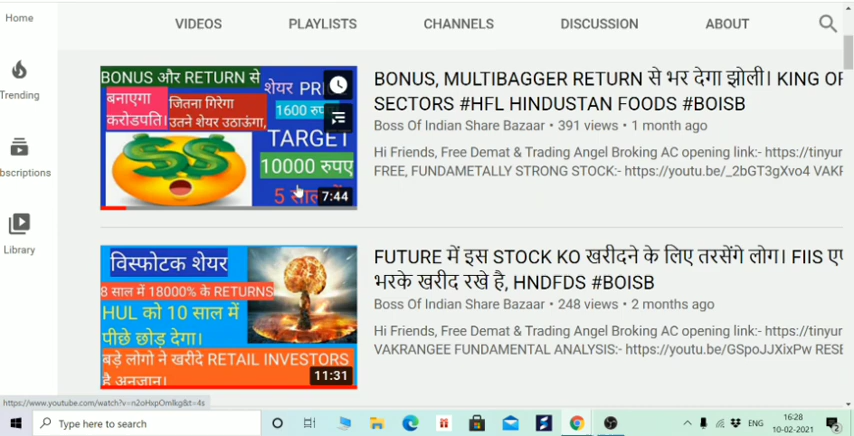 Home
VIDEOS PLAYLISTS CHANNELS DISCUSSION ABOUT
Trending
bscriptions
Library
BONUS और RETURN से
बनाएगा
करोडपति।
जितना गिरेगा
उतने शेयर उठाऊंगा,
शेयर PRI
1600 रुप
TARGET
10000 रुपए
5 साल में
7:44
BONUS, MULTIBAGGER RETURN से भर देगा झोली। KING OF
SECTORS #HFL HINDUSTAN FOODS #BOISB
Boss Of Indian Share Bazaar • 391 views • 1 month ago
Hi Friends, Free Demat & Trading Angel Broking AC opening link:- https://tinyur
FREE, FUNDAMETALLY STRONG STOCK:- https://youtu.be/_2bGT3gXvo4 VAKR
विस्फोटक शेयर
8 साल में 18000% के RETURNS
HUL को 10 साल में
पीछे छोड़ देगा।
बड़े लोगो ने खरीदे RETAIL INVESTORS
है अनजान।
11:31
FUTURE में इस STOCK KO खरीदने के लिए तरसेंगे लोग। FIIS एv
भरके खरीद रखे है, HNDFDS #BOISB
Boss Of Indian Share Bazaar • 248 views • 2 months ago
Hi Friends, Free Demat & Trading Angel Broking AC opening link:- https://tinyur
VAKRANGEE FUNDAMENTAL ANALYSIS:- https://youtu.be/GSpoJJXixPw RESE
https://www.youtube.com/watch?v=n2oHxpOmlkg&t=4s
Type here to search
ENG
16:28
10-02-2021
2